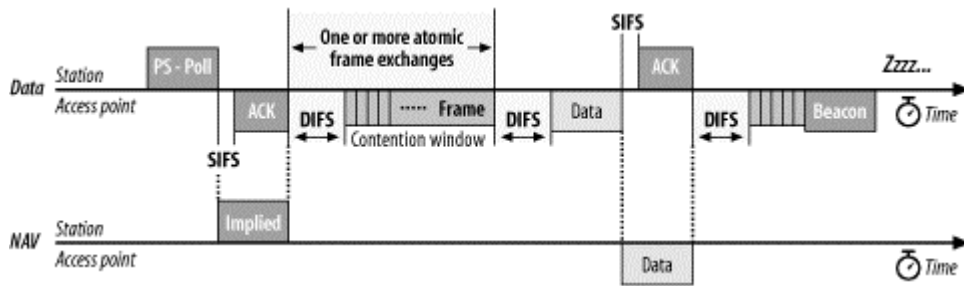 SIFS
One or more atomic
frame exchanges
PS - Poll
ACK
Zzzz...
Station
Data
Access point
ACK
DIFS
..... Frame
DIFS
Data
DIFS
Beacon
Time
Contention window
SIFS
Implied
Station
NAV
Access point
Data
Time